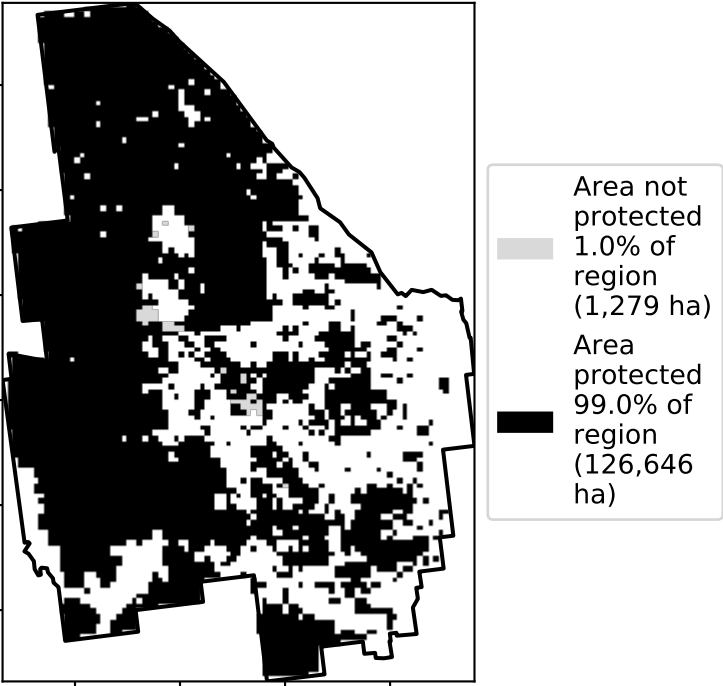 Area not
protected
1.0% of
region
(1,279 ha)
Area
protected
99.0% of
region
(126,646
ha)